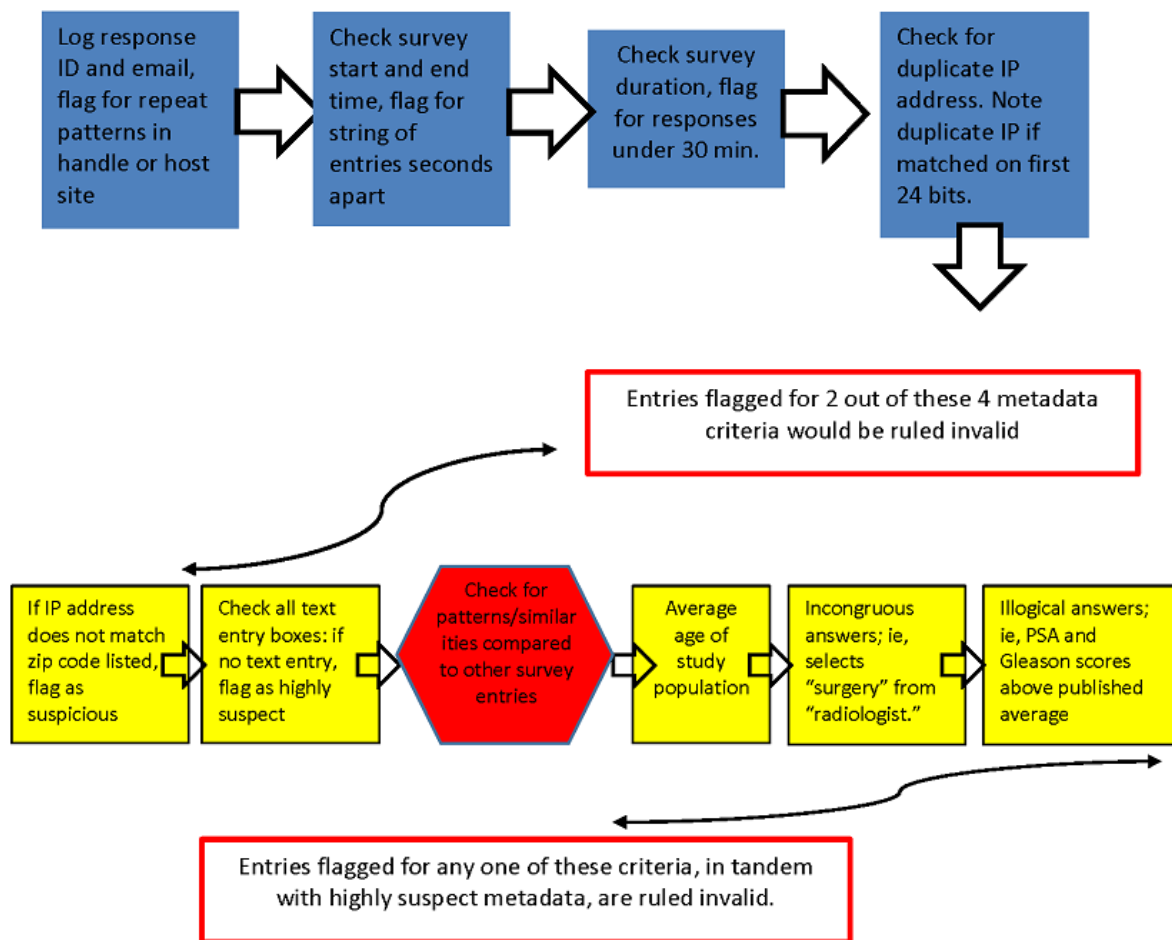 Log response
ID and email,
flag for repeat
patterns in
handle or host
site
Check survey
start and end
time, flag for
string of
entries seconds
apart
Check survey
duration, flag
for responses
under 30 min.
Check for
duplicate IP
address. Note
duplicate IP if
matched on first
24 bits.
Entries flagged for 2 out of these 4 metadata
criteria would be ruled invalid
If IP address
does not match
zip code listed,
flag as
suspicious
Check all text
entry boxes: if
no text entry,
flag as highly
suspect
Check for
patterns/similar
ities compared
to other survey
entries
Average
age of
study
population
Incongruous
answers; ie,
selects
“surgery” from
“radiologist.”
Illogical answers;
ie, PSA and
Gleason scores
above published
average
Entries flagged for any one of these criteria, in tandem
with highly suspect metadata, are ruled invalid.